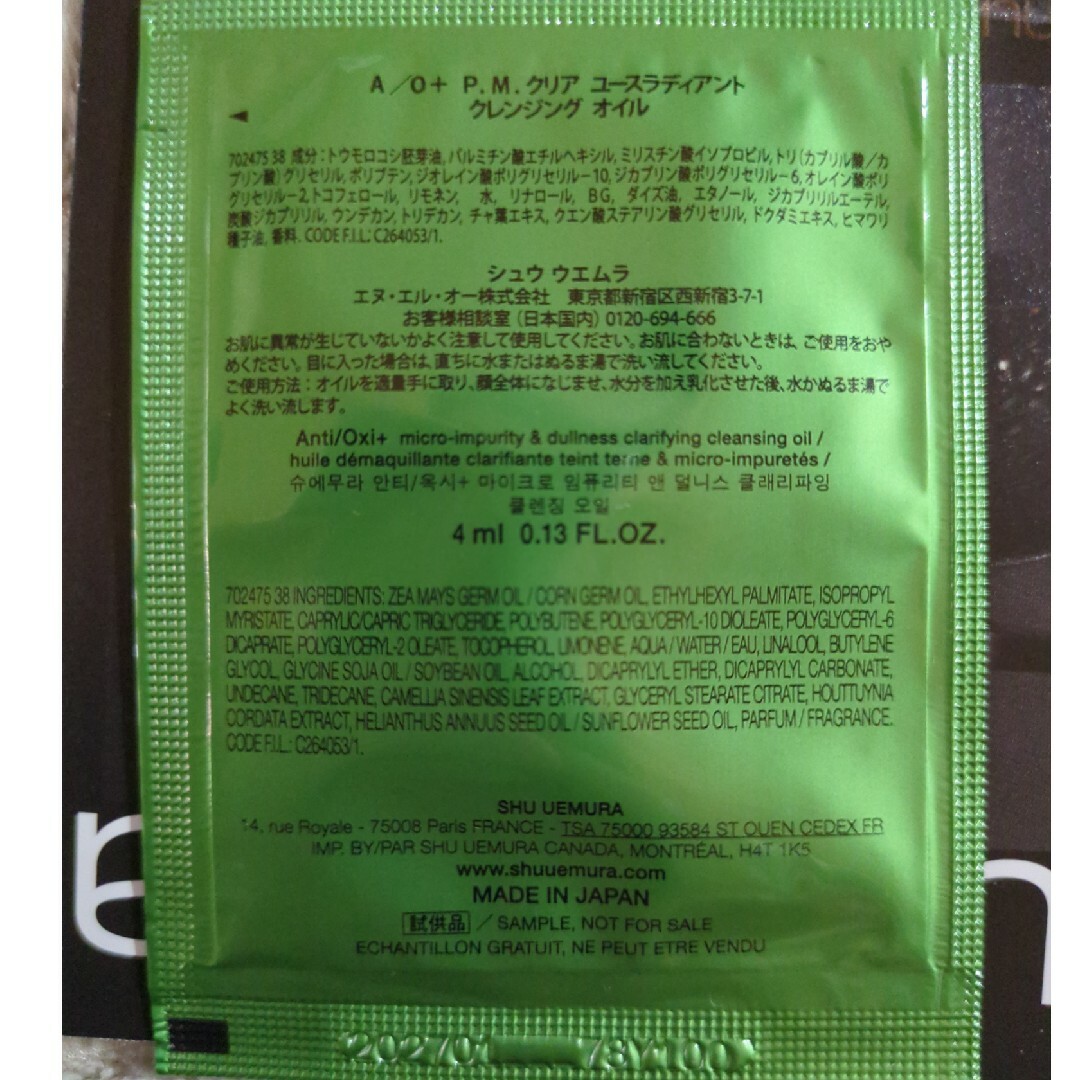 A/O+ P.M.クリア ユースラディアント
クレンジング オイル
702475 38 成分：トウモロコシ胚芽油, パルミチン酸エチルヘキシル, ミリスチン酸イソプロピル, トリ(カプリル酸/カ
プリン酸)グリセリル, ポリブテン, ジオレイン酸ポリグリセリル-10, ジカプリン酸ポリグリセリル-6, オレイン酸ポリ
グリセリル-2, トコフェロール, リモネン, 水, リナロール, BG, ダイズ油, エタノール, ジカプリリルエーテル,
炭酸ジカプリリル, ウンデカン, トリデカン, チャ葉エキス, クエン酸ステアリン酸グリセリル, ドクダミエキス, ヒマワリ
種子油, 香料. CODE F.I.L.: C264053/1.
シュウ ウエムラ
エヌ・エル・オー株式会社 東京都新宿区西新宿3-7-1
お客様相談室（日本国内）0120-694-666
お肌に異常が生じていないかよく注意して使用してください。お肌に合わないときは、ご使用をおや
めください。目に入った場合は、直ちに水またはぬるま湯で洗い流してください。
ご使用方法：オイルを適量手に取り、顔全体になじませ、水分を加え乳化させた後、水かぬるま湯で
よく洗い流します。
Anti/Oxi+ micro-impurity & dullness clarifying cleansing oil /
huile démaquillante clarifiante teint terne & micro-impuretés /
슈에무라 안티/옥시+ 마이크로 임퓨리티 앤 덜니스 클래리파잉
클렌징 오일
4 ml 0.13 FL.OZ.
702475 38 INGREDIENTS: ZEA MAYS GERM OIL / CORN GERM OIL, ETHYLHEXYL PALMITATE, ISOPROPYL
MYRISTATE, CAPRYLIC/CAPRIC TRIGLYCERIDE, POLYBUTENE, POLYGLYCERYL-10 DIOLEATE, POLYGLYCERYL-6
DICAPRATE, POLYGLYCERYL-2 OLEATE, TOCOPHEROL, LIMONENE, AQUA / WATER / EAU, LINALOOL, BUTYLENE
GLYCOL, GLYCINE SOJA OIL / SOYBEAN OIL, ALCOHOL, DICAPRYLYL ETHER, DICAPRYLYL CARBONATE,
UNDECANE, TRIDECANE, CAMELLIA SINENSIS LEAF EXTRACT, GLYCERYL STEARATE CITRATE, HOUTTUYNIA
CORDATA EXTRACT, HELIANTHUS ANNUUS SEED OIL / SUNFLOWER SEED OIL, PARFUM / FRAGRANCE.
CODE F.I.L.: C264053/1.
SHU UEMURA
14, rue Royale - 75008 Paris FRANCE - TSA 75000 93584 ST OUEN CEDEX FR
IMP. BY/PAR SHU UEMURA CANADA, MONTRÉAL, H4T 1K5
www.shuuemura.com
MADE IN JAPAN
試供品 / SAMPLE, NOT FOR SALE
ECHANTILLON GRATUIT, NE PEUT ETRE VENDU
202701 78Y100